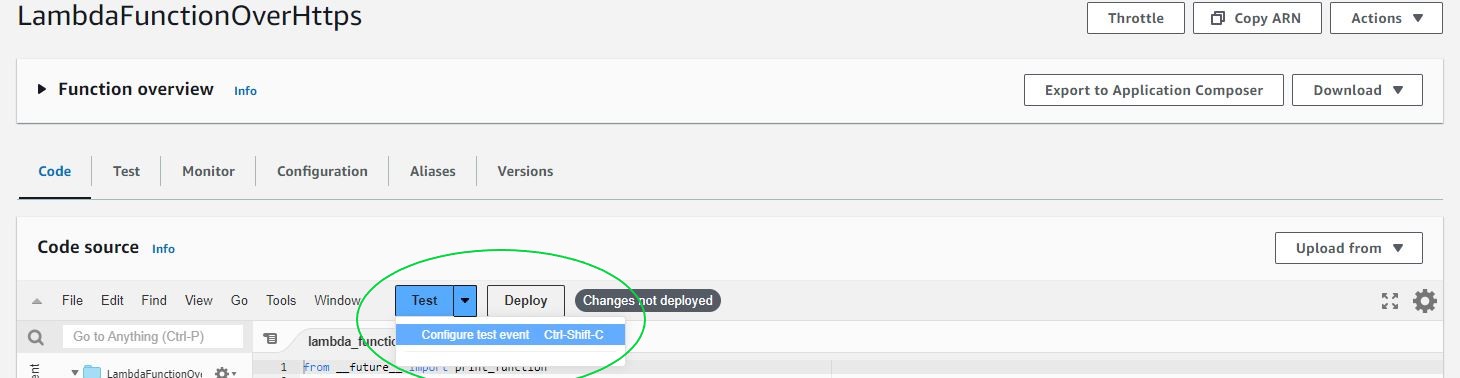 LambdaFunctionOverHttps
Throttle Copy ARN Actions
Function overview Info Export to Application Composer Download
Code Test Monitor Configuration Aliases Versions
Code source Info Upload from
File Edit Find View Go Tools Window Test Deploy Changes not deployed
Go to Anything (Ctrl-P) lambda_functio Configure test event Ctrl-Shift-C
LambdaFunctionOve 1 from __future__ import print_function